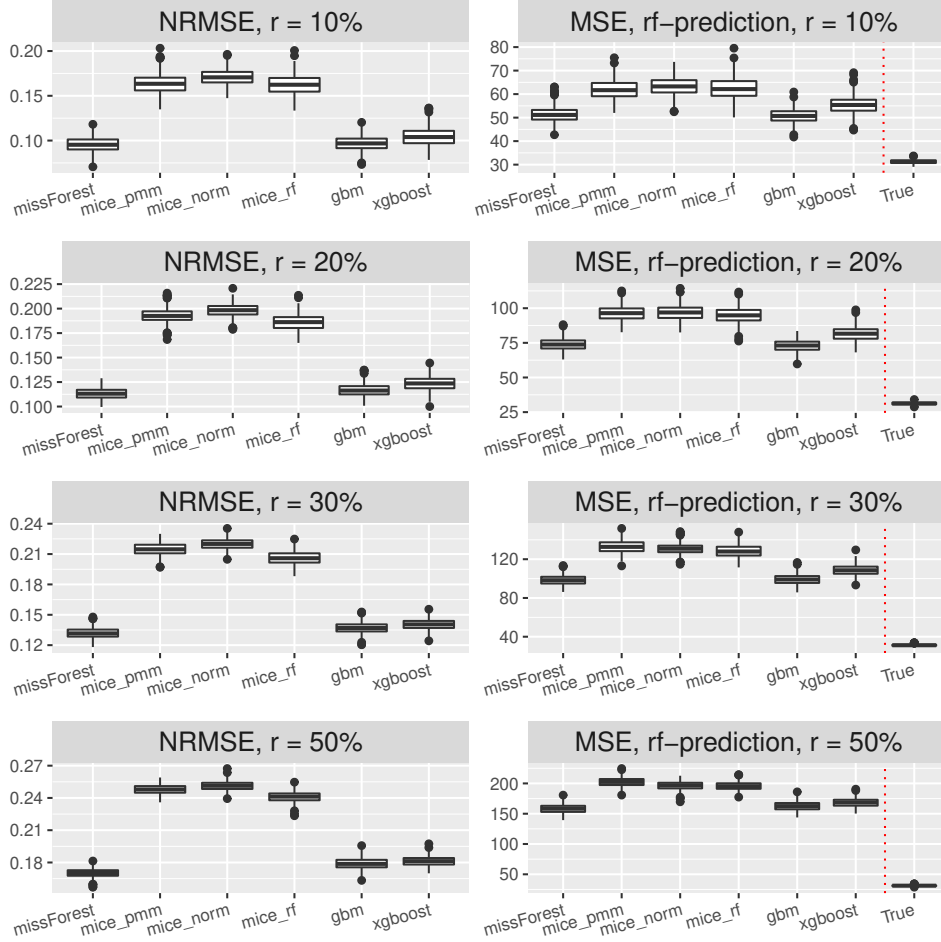 NRMSE, r = 10%
0.20
0.15
0.10
missForest
mice_pmm
mice_norm
mice_rf
gbm
xgboost
MSE, rf−prediction, r = 10%
80
70
60
50
40
30
missForest
mice_pmm
mice_norm
mice_rf
gbm
xgboost
True
NRMSE, r = 20%
0.225
0.200
0.175
0.150
0.125
0.100
missForest
mice_pmm
mice_norm
mice_rf
gbm
xgboost
MSE, rf−prediction, r = 20%
100
75
50
25
missForest
mice_pmm
mice_norm
mice_rf
gbm
xgboost
True
NRMSE, r = 30%
0.24
0.21
0.18
0.15
0.12
missForest
mice_pmm
mice_norm
mice_rf
gbm
xgboost
MSE, rf−prediction, r = 30%
120
80
40
missForest
mice_pmm
mice_norm
mice_rf
gbm
xgboost
True
NRMSE, r = 50%
0.27
0.24
0.21
0.18
missForest
mice_pmm
mice_norm
mice_rf
gbm
xgboost
MSE, rf−prediction, r = 50%
200
150
100
50
missForest
mice_pmm
mice_norm
mice_rf
gbm
xgboost
True